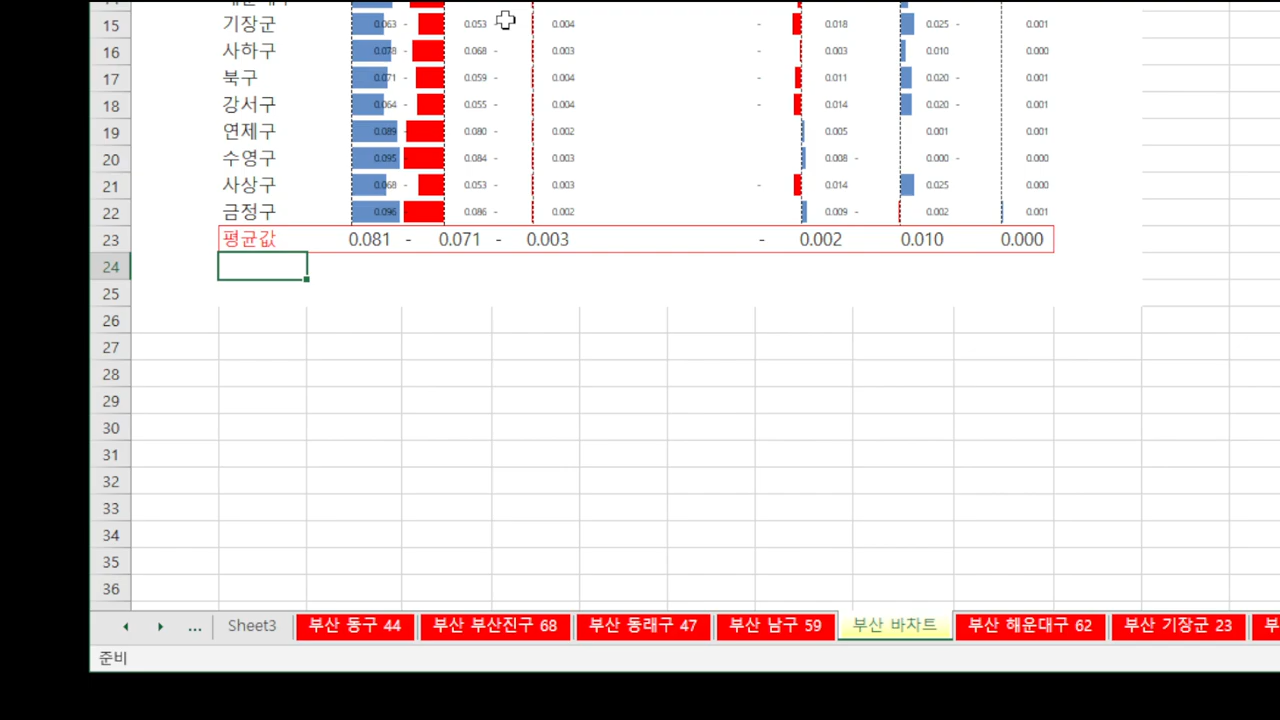 15 기장군 0.063 - 0.053 - 0.004 - 0.018 0.025 - 0.001
16 사하구 0.078 - 0.068 - 0.003 - 0.003 0.010 0.000
17 북구 0.071 - 0.059 - 0.004 - 0.011 0.020 - 0.001
18 강서구 0.064 - 0.055 - 0.004 - 0.014 0.020 - 0.001
19 연제구 0.089 - 0.080 - 0.002 0.005 0.001 0.001
20 수영구 0.095 - 0.084 - 0.003 0.008 - 0.000 - 0.000
21 사상구 0.068 - 0.053 - 0.003 - 0.014 0.025 0.000
22 금정구 0.096 - 0.086 - 0.002 0.009 - 0.002 0.001
23 평균값 0.081 - 0.071 - 0.003 - 0.002 0.010 0.000
24
25
26
27
28
29
30
31
32
33
34
35
36
... Sheet3 부산 동구 44 부산 부산진구 68 부산 동래구 47 부산 남구 59 부산 바차트 부산 해운대구 62 부산 기장군 23
준비